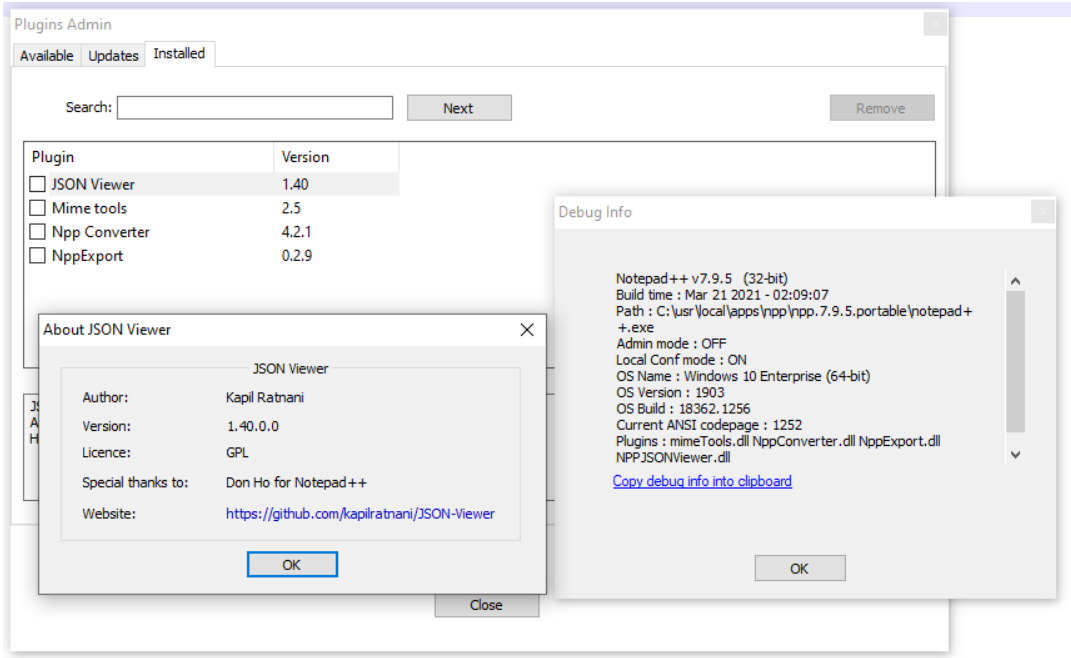 Plugins Admin
x
Available Updates Installed
Search: Next Remove
Plugin Version
JSON Viewer 1.40
Mime tools 2.5
Npp Converter 4.2.1
NppExport 0.2.9
JS
A
H
Close
About JSON Viewer
JSON Viewer
Author: Kapil Ratnani
Version: 1.40.0.0
Licence: GPL
Special thanks to: Don Ho for Notepad++
Website: https://github.com/kapilratnani/JSON-Viewer
OK
Debug Info
x
Notepad++ v7.9.5 (32-bit)
Build time : Mar 21 2021 - 02:09:07
Path : C:\usr\local\apps\npp\npp.7.9.5.portable\notepad+
+.exe
Admin mode : OFF
Local Conf mode : ON
OS Name : Windows 10 Enterprise (64-bit)
OS Version : 1903
OS Build : 18362.1256
Current ANSI codepage : 1252
Plugins : mimeTools.dll NppConverter.dll NppExport.dll
NPPJSONViewer.dll
Copy debug info into clipboard
OK